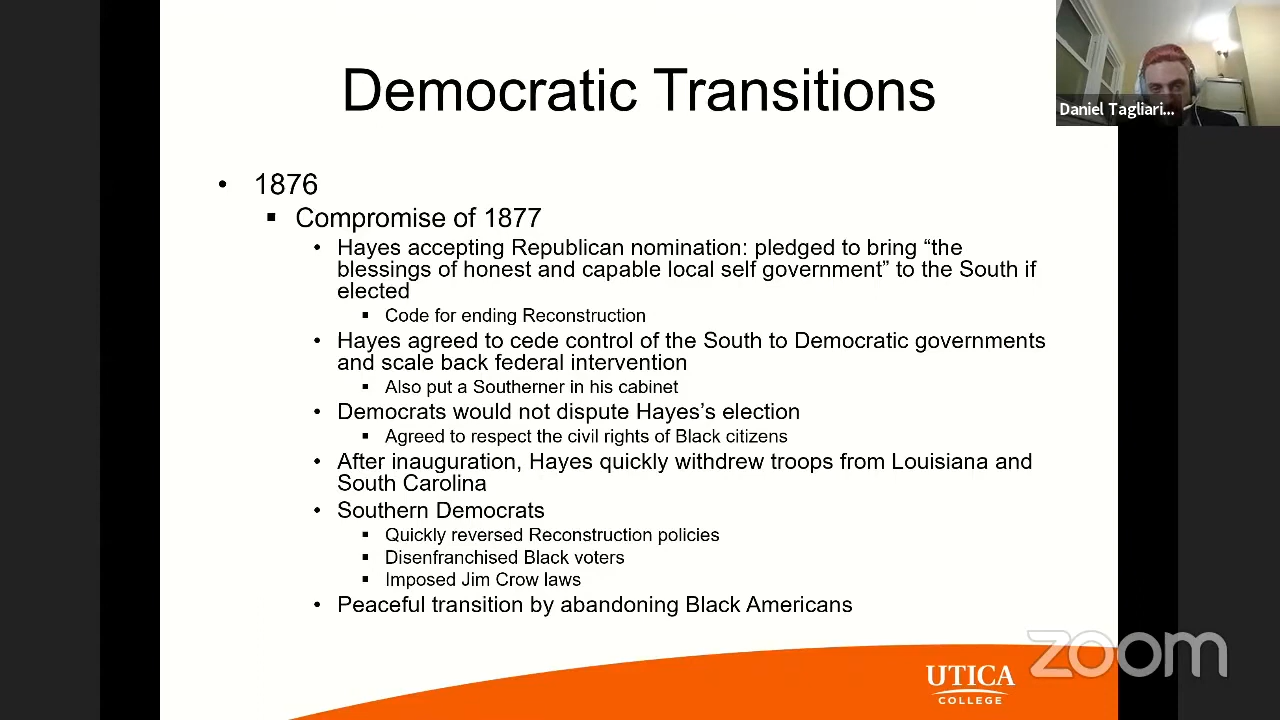 Democratic Transitions
Daniel Tagliari...
• 1876
▪ Compromise of 1877
• Hayes accepting Republican nomination: pledged to bring “the
blessings of honest and capable local self government” to the South if
elected
▪ Code for ending Reconstruction
• Hayes agreed to cede control of the South to Democratic governments
and scale back federal intervention
▪ Also put a Southerner in his cabinet
• Democrats would not dispute Hayes’s election
▪ Agreed to respect the civil rights of Black citizens
• After inauguration, Hayes quickly withdrew troops from Louisiana and
South Carolina
• Southern Democrats
▪ Quickly reversed Reconstruction policies
▪ Disenfranchised Black voters
▪ Imposed Jim Crow laws
• Peaceful transition by abandoning Black Americans
zoom
UTICA
COLLEGE